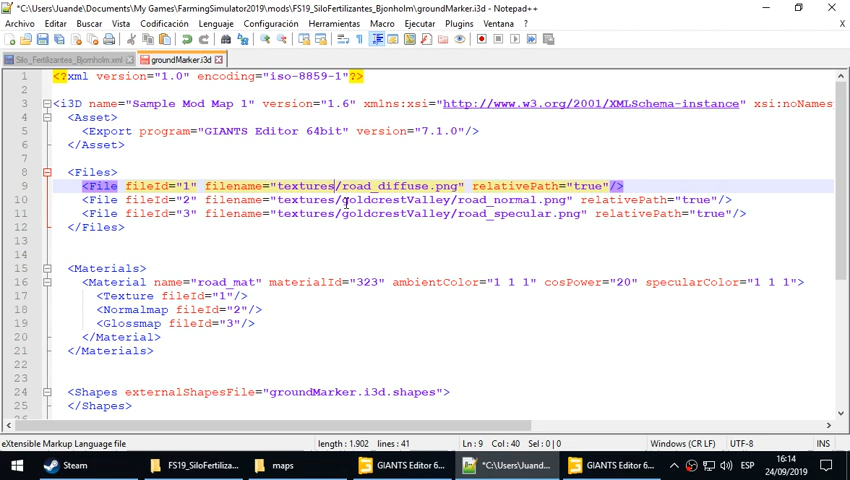 *C:\Users\Juande\Documents\My Games\FarmingSimulator2019\mods\FS19_SiloFertilizantes_Bjonholm\groundMarker.i3d - Notepad++
Archivo Editar Buscar Vista Codificación Lenguaje Configuración Herramientas Macro Ejecutar Plugins Ventana ?
X
Silo_Fertilizantes_Bjornholm.xml groundMarker.i3d
1 <?xml version="1.0" encoding="iso-8859-1"?>
2
3 <i3D name="Sample Mod Map 1" version="1.6" xmlns:xsi="http://www.w3.org/2001/XMLSchema-instance" xsi:noNames
4 <Asset>
5 <Export program="GIANTS Editor 64bit" version="7.1.0"/>
6 </Asset>
7
8 <Files>
9 <File fileId="1" filename="textures/road_diffuse.png" relativePath="true"/>
10 <File fileId="2" filename="textures/goldcrestValley/road_normal.png" relativePath="true"/>
11 <File fileId="3" filename="textures/goldcrestValley/road_specular.png" relativePath="true"/>
12 </Files>
13
14
15 <Materials>
16 <Material name="road_mat" materialId="323" ambientColor="1 1 1" cosPower="20" specularColor="1 1 1">
17 <Texture fileId="1"/>
18 <Normalmap fileId="2"/>
19 <Glossmap fileId="3"/>
20 </Material>
21 </Materials>
22
23
24 <Shapes externalShapesFile="groundMarker.i3d.shapes">
25 </Shapes>
26
eXtensible Markup Language file length : 1.902 lines : 41 Ln : 9 Col : 40 Sel : 0 | 0 Windows (CR LF) UTF-8 INS
Steam FS19_SiloFertilizan... maps GIANTS Editor 6... *C:\Users\Juand... GIANTS Editor 6... ESP 16:14
24/09/2019